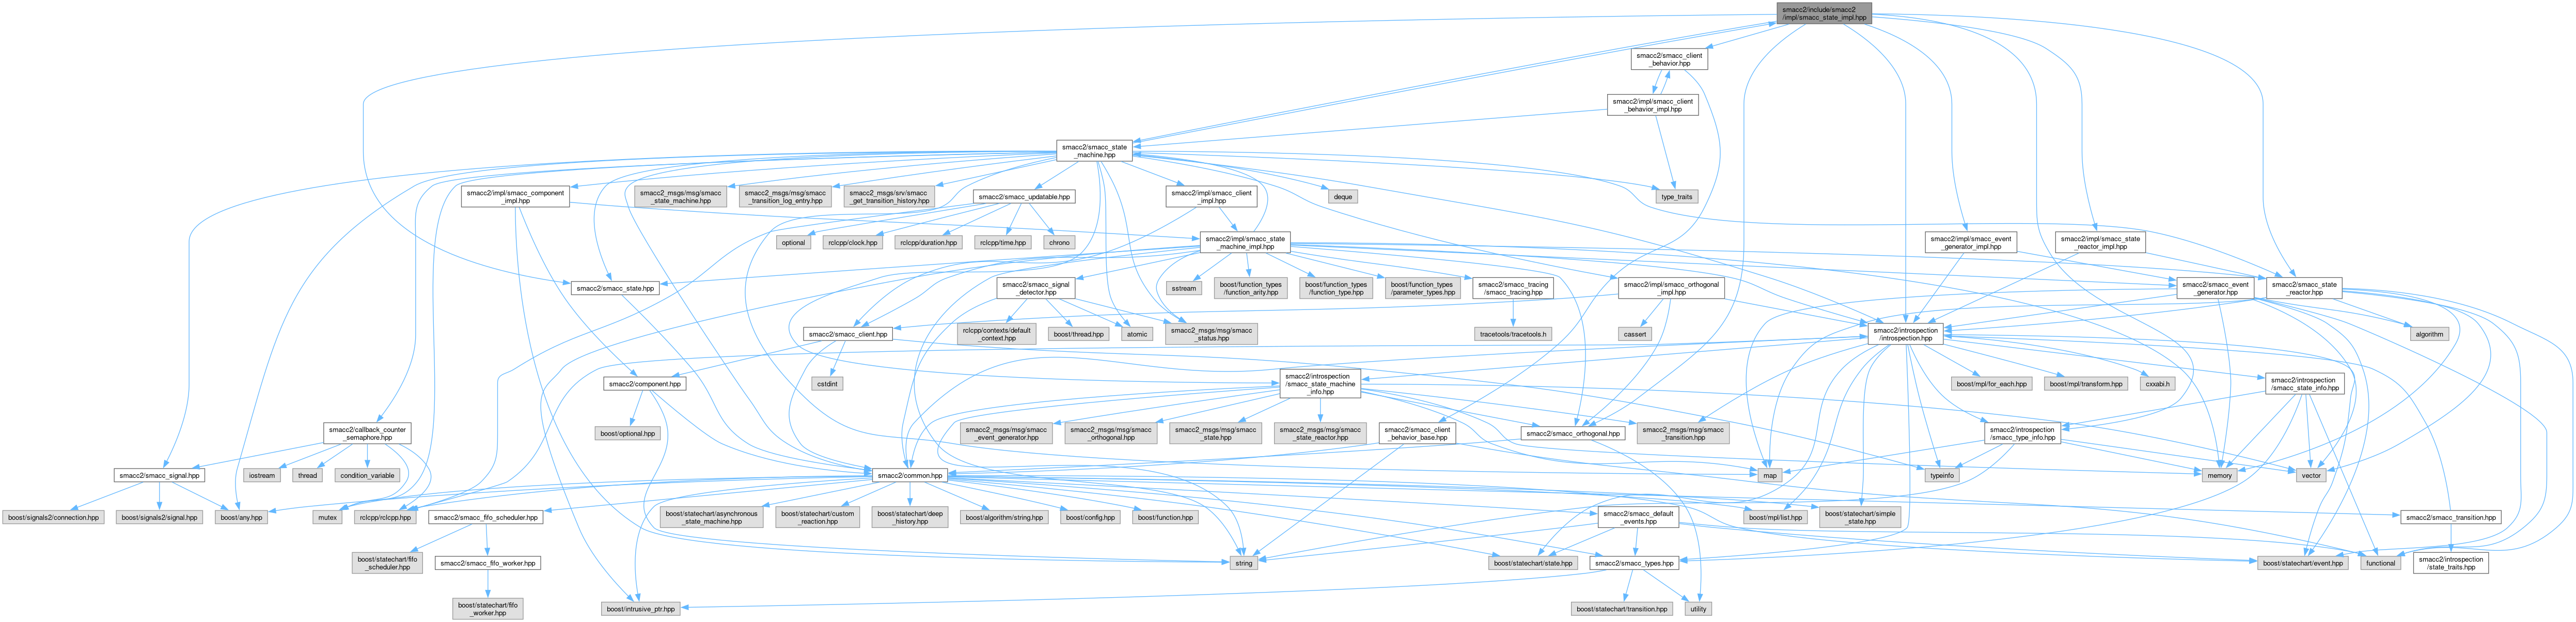 smacc2/include/smacc2
/impl/smacc_state_impl.hpp
smacc2/smacc_client
_behavior.hpp
smacc2/impl/smacc_client
_behavior_impl.hpp
smacc2/smacc_state
_machine.hpp
smacc2/impl/smacc_component
_impl.hpp
smacc2_msgs/msg/smacc
_state_machine.hpp
smacc2_msgs/msg/smacc
_transition_log_entry.hpp
smacc2_msgs/srv/smacc
_get_transition_history.hpp
smacc2/smacc_updatable.hpp
smacc2/impl/smacc_client
_impl.hpp
deque
type_traits
optional
rclcpp/clock.hpp
rclcpp/duration.hpp
rclcpp/time.hpp
chrono
smacc2/impl/smacc_state
_machine_impl.hpp
smacc2/impl/smacc_event
_generator_impl.hpp
smacc2/impl/smacc_state
_reactor_impl.hpp
smacc2/smacc_state.hpp
smacc2/smacc_signal
_detector.hpp
sstream
boost/function_types
/function_arity.hpp
boost/function_types
/function_type.hpp
boost/function_types
/parameter_types.hpp
smacc2/smacc_tracing
/smacc_tracing.hpp
smacc2/impl/smacc_orthogonal
_impl.hpp
smacc2/smacc_event
_generator.hpp
smacc2/smacc_state
_reactor.hpp
smacc2/smacc_client.hpp
rclcpp/contexts/default
_context.hpp
boost/thread.hpp
atomic
smacc2_msgs/msg/smacc
_status.hpp
tracetools/tracetools.h
cassert
smacc2/introspection
/introspection.hpp
algorithm
smacc2/component.hpp
cstdint
smacc2/introspection
/smacc_state_machine
_info.hpp
boost/mpl/for_each.hpp
boost/mpl/transform.hpp
cxxabi.h
smacc2/introspection
/smacc_state_info.hpp
smacc2/callback_counter
_semaphore.hpp
boost/optional.hpp
smacc2_msgs/msg/smacc
_event_generator.hpp
smacc2_msgs/msg/smacc
_orthogonal.hpp
smacc2_msgs/msg/smacc
_state.hpp
smacc2_msgs/msg/smacc
_state_reactor.hpp
smacc2/smacc_client
_behavior_base.hpp
smacc2/smacc_orthogonal.hpp
smacc2_msgs/msg/smacc
_transition.hpp
smacc2/introspection
/smacc_type_info.hpp
smacc2/smacc_signal.hpp
iostream
thread
condition_variable
smacc2/common.hpp
map
typeinfo
memory
vector
boost/signals2/connection.hpp
boost/signals2/signal.hpp
boost/any.hpp
mutex
rclcpp/rclcpp.hpp
smacc2/smacc_fifo_scheduler.hpp
boost/statechart/asynchronous
_state_machine.hpp
boost/statechart/custom
_reaction.hpp
boost/statechart/deep
_history.hpp
boost/algorithm/string.hpp
boost/config.hpp
boost/function.hpp
smacc2/smacc_default
_events.hpp
boost/mpl/list.hpp
boost/statechart/simple
_state.hpp
smacc2/smacc_transition.hpp
boost/statechart/fifo
_scheduler.hpp
smacc2/smacc_fifo_worker.hpp
string
boost/statechart/state.hpp
smacc2/smacc_types.hpp
boost/statechart/event.hpp
functional
smacc2/introspection
/state_traits.hpp
boost/statechart/fifo
_worker.hpp
boost/intrusive_ptr.hpp
boost/statechart/transition.hpp
utility